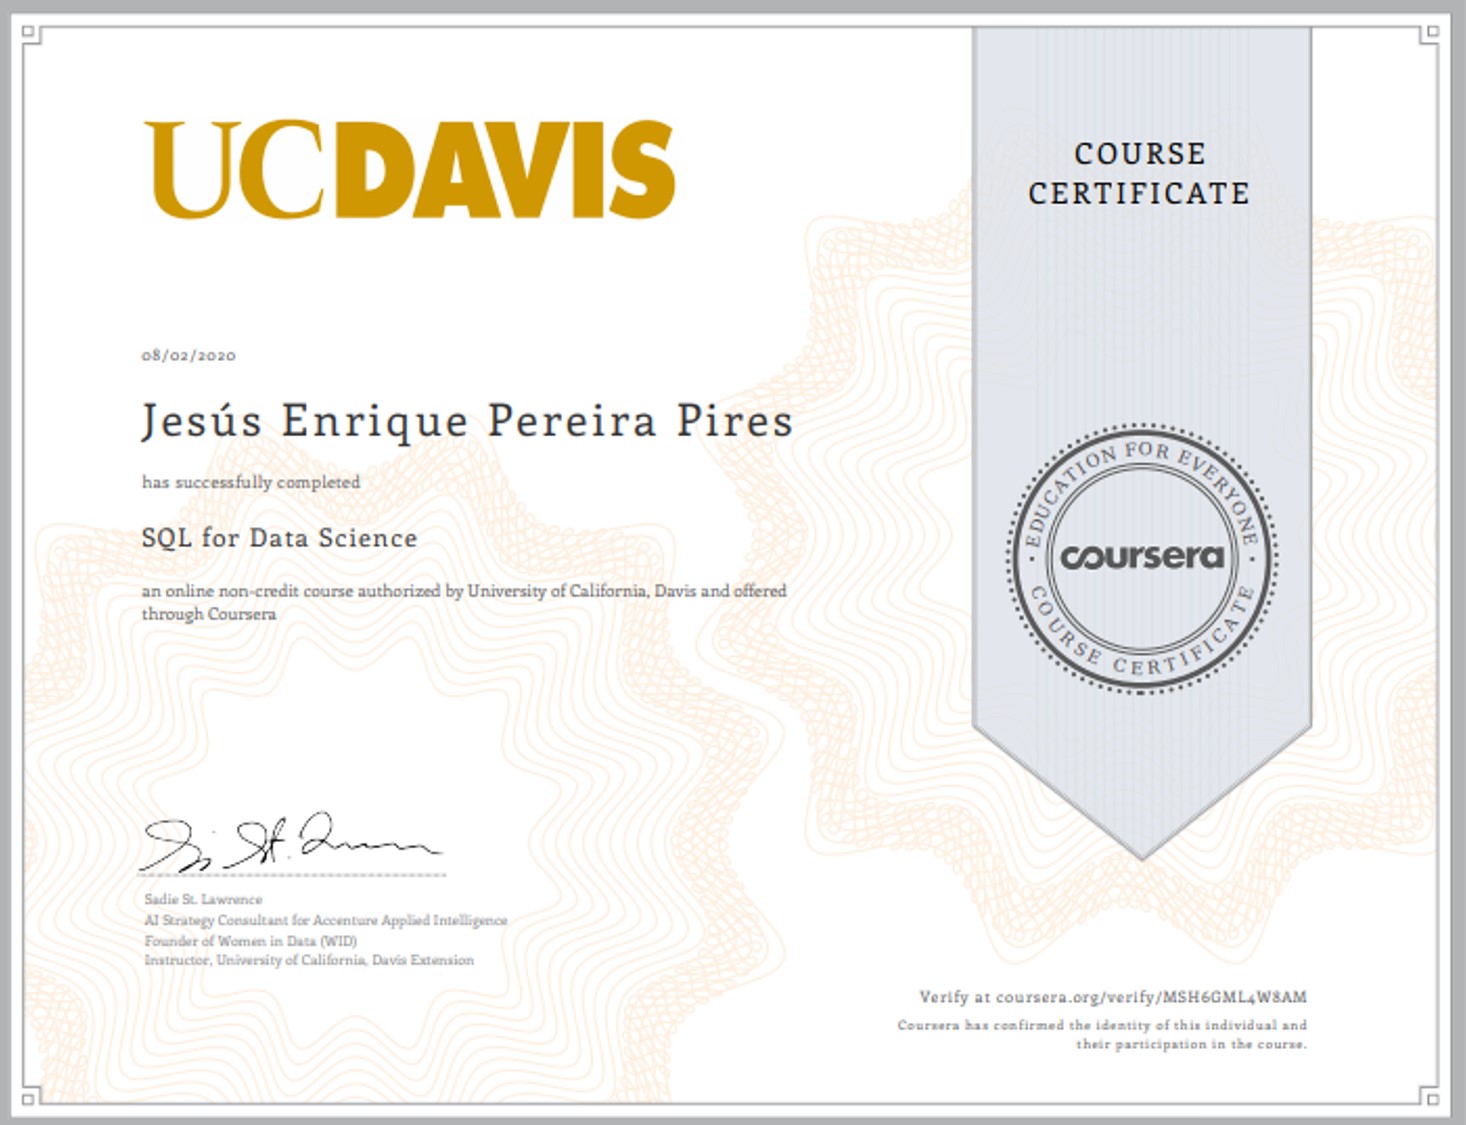 UCDAVIS
COURSE
CERTIFICATE
08/02/2020
Jesús Enrique Pereira Pires
has successfully completed
SQL for Data Science
an online non-credit course authorized by University of California, Davis and offered
through Coursera
EDUCATION FOR EVERYONE
coursera
COURSE CERTIFICATE
Sadie St. Lawrence
AI Strategy Consultant for Accenture Applied Intelligence
Founder of Women in Data (WID)
Instructor, University of California, Davis Extension
Verify at coursera.org/verify/MSH6GML4W8AM
Coursera has confirmed the identity of this individual and
their participation in the course.